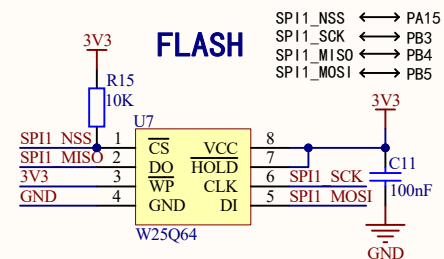 SPI1_NSS PA15
SPI1_SCK PB3
SPI1_MISO PB4
SPI1_MOSI PB5
FLASH
3V3
R15
10K
U7
3V3
SPI1_NSS 1 CS VCC 8
SPI1_MISO 2 DO HOLD 7
3V3 3 WP CLK 6 SPI1_SCK
GND 4 GND DI 5 SPI1_MOSI
C11
100nF
W25Q64
GND